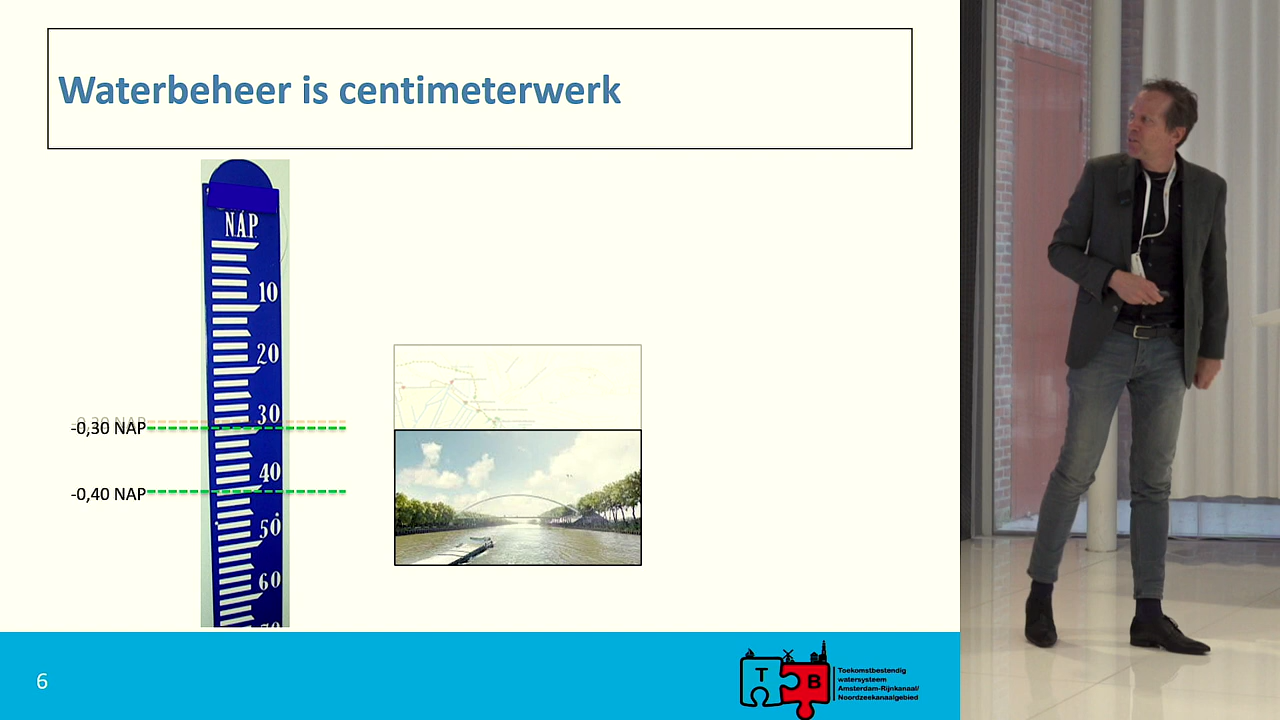 Waterbeheer is centimeterwerk
NAP
10
20
30
40
50
60
-0,30 NAP
-0,40 NAP
6
T
B
Toekomstbestendig
watersysteem
Amsterdam-Rijnkanaal/
Noordzeekanaalgebied